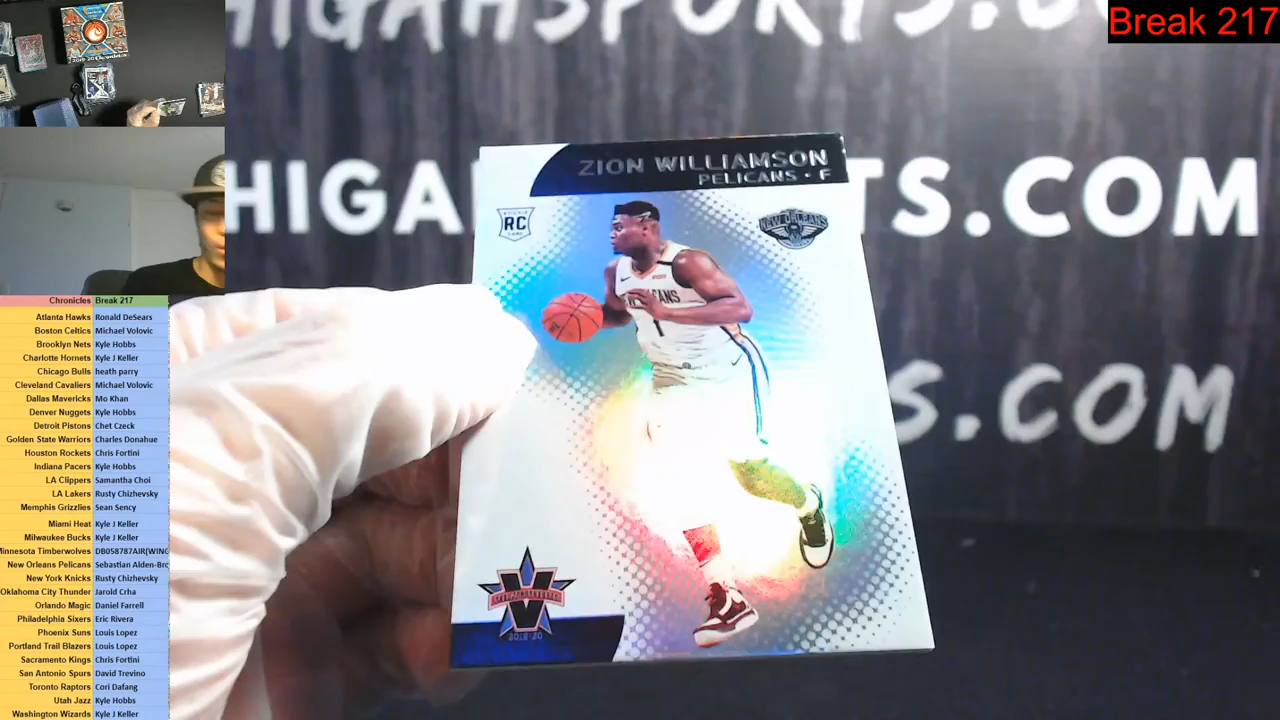 Break 217
HIGAHSPORTS.CO
HIGA TS.COM
S.COM
ZION WILLIAMSON
PELICANS • F
RC
NEW ORLEANS
1
2019-20
Chronicles Break 217
Atlanta Hawks Ronald DeSears
Boston Celtics Michael Volovic
Brooklyn Nets Kyle Hobbs
Charlotte Hornets Kyle J Keller
Chicago Bulls heath parry
Cleveland Cavaliers Michael Volovic
Dallas Mavericks Mo Khan
Denver Nuggets Kyle Hobbs
Detroit Pistons Chet Czeck
Golden State Warriors Charles Donahue
Houston Rockets Chris Fortini
Indiana Pacers Kyle Hobbs
LA Clippers Samantha Choi
LA Lakers Rusty Chizhevsky
Memphis Grizzlies Sean Sency
Miami Heat Kyle J Keller
Milwaukee Bucks Kyle J Keller
Minnesota Timberwolves DB058787AIR(WING
New Orleans Pelicans Sebastian Alden-Bro
New York Knicks Rusty Chizhevsky
Oklahoma City Thunder Jarold Crha
Orlando Magic Daniel Farrell
Philadelphia Sixers Eric Rivera
Phoenix Suns Louis Lopez
Portland Trail Blazers Louis Lopez
Sacramento Kings Chris Fortini
San Antonio Spurs David Trevino
Toronto Raptors Cori Dafang
Utah Jazz Kyle Hobbs
Washington Wizards Kyle J Keller